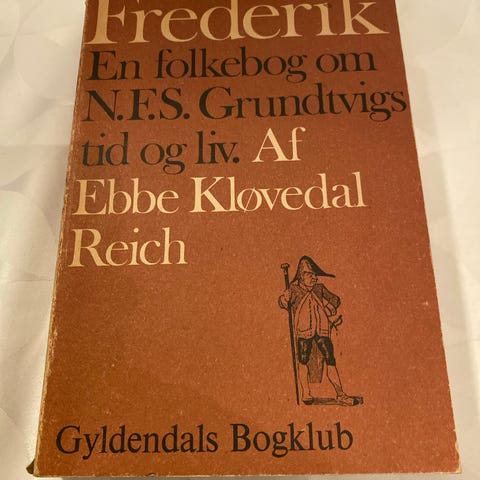 Frederik
En folkebog om
N.F.S. Grundtvigs
tid og liv. Af
Ebbe Kløvedal
Reich
Gyldendals Bogklub